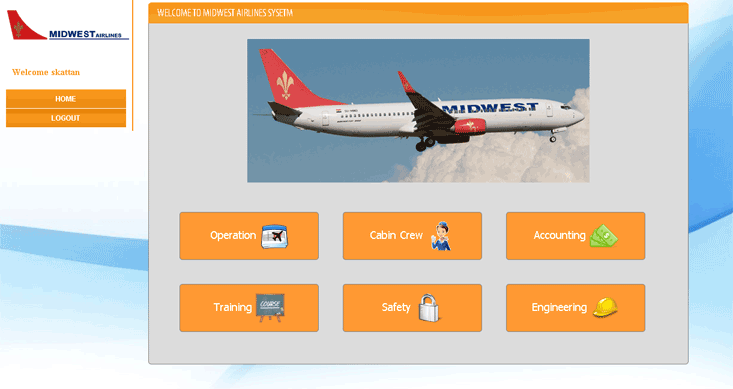 MIDWEST AIRLINES
WELCOME TO MIDWEST AIRLINES SYSETM
Welcome skattan
HOME
LOGOUT
MIDWEST
Operation
Cabin Crew
Accounting
Training
COURSE
Safety
Engineering